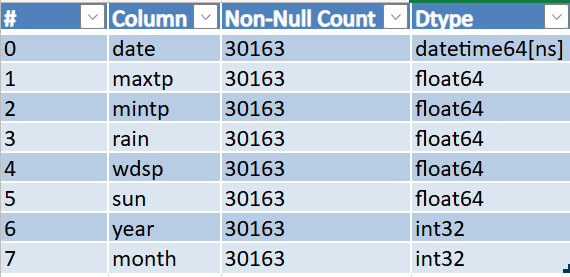 # Column Non-Null Count Dtype
0 date 30163 datetime64[ns]
1 maxtp 30163 float64
2 mintp 30163 float64
3 rain 30163 float64
4 wdsp 30163 float64
5 sun 30163 float64
6 year 30163 int32
7 month 30163 int32